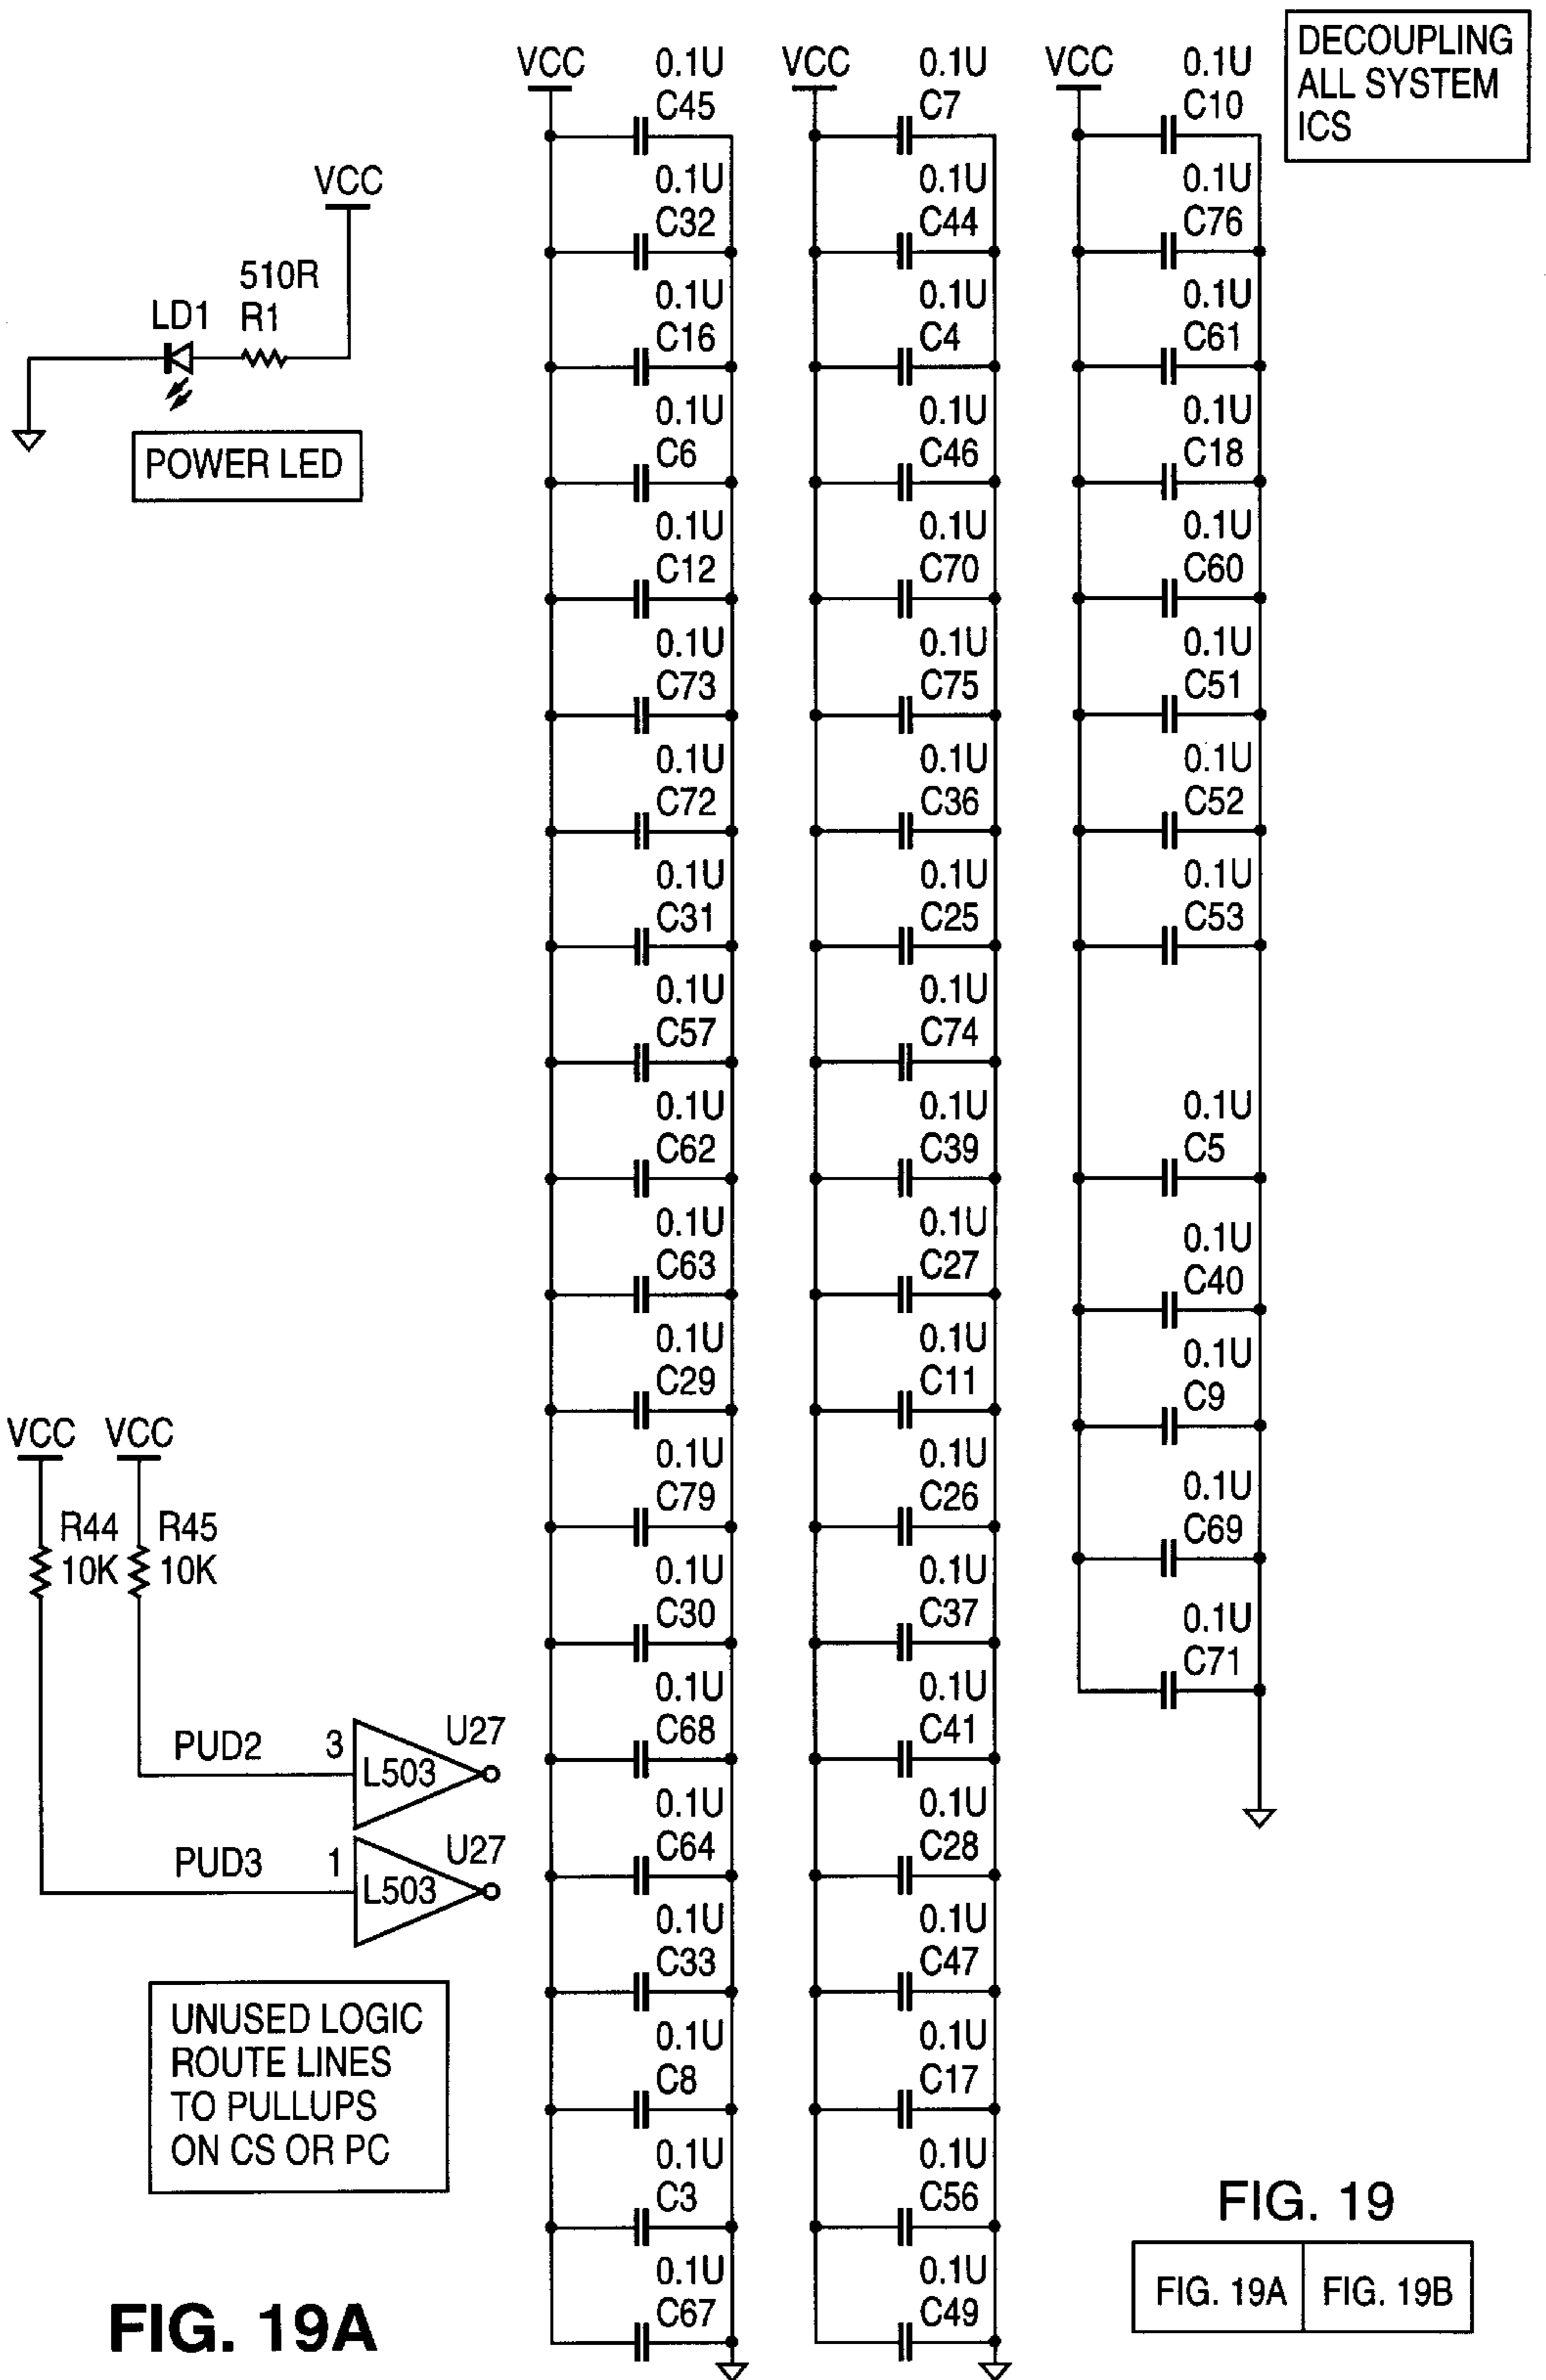 VCC
510R
LD1 R1
POWER LED
VCC VCC
R44 R45
10K 10K
PUD2 3 L503 U27
PUD3 1 L503 U27
UNUSED LOGIC
ROUTE LINES
TO PULLUPS
ON CS OR PC
FIG. 19A
VCC
0.1U
C45
0.1U
C32
0.1U
C16
0.1U
C6
0.1U
C12
0.1U
C73
0.1U
C72
0.1U
C31
0.1U
C57
0.1U
C62
0.1U
C63
0.1U
C29
0.1U
C79
0.1U
C30
0.1U
C68
0.1U
C64
0.1U
C33
0.1U
C8
0.1U
C3
0.1U
C67
VCC
0.1U
C7
0.1U
C44
0.1U
C4
0.1U
C46
0.1U
C70
0.1U
C75
0.1U
C36
0.1U
C25
0.1U
C74
0.1U
C39
0.1U
C27
0.1U
C11
0.1U
C26
0.1U
C37
0.1U
C41
0.1U
C28
0.1U
C47
0.1U
C17
0.1U
C56
0.1U
C49
VCC
0.1U
C10
0.1U
C76
0.1U
C61
0.1U
C18
0.1U
C60
0.1U
C51
0.1U
C52
0.1U
C53
0.1U
C5
0.1U
C40
0.1U
C9
0.1U
C69
0.1U
C71
DECOUPLING
ALL SYSTEM
ICS
FIG. 19
FIG. 19A FIG. 19B